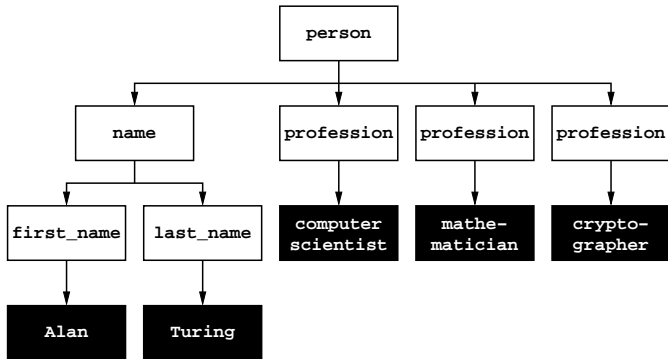 person
name
profession
profession
profession
first_name
last_name
computer
scientist
mathe-
matician
crypto-
grapher
Alan
Turing